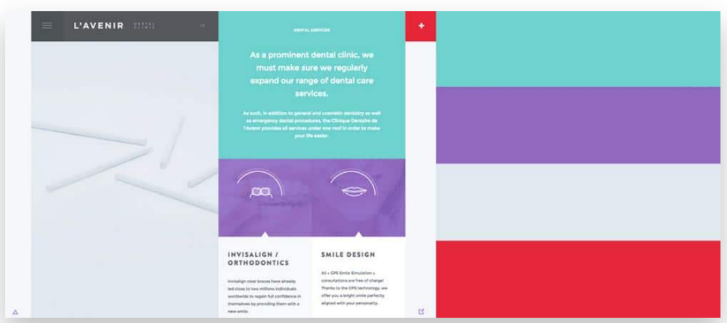 L'AVENIR
DENTAL SERVICES
As a prominent dental clinic, we
must make sure we regularly
expand our range of dental care
services.
As such, in addition to general and cosmetic dentistry as well
as emergency dental procedures, the Clinique Dentaire de
l'Avenir provides all services under one roof in order to make
your life easier.
INVISALIGN /
ORTHODONTICS
Invisalign clear braces have already
led close to two millions individuals
worldwide to regain full confidence in
themselves by providing them with a
new smile.
SMILE DESIGN
All « GPS Smile Simulation »
consultations are free of charge!
Thanks to the GPS technology, we
offer you a bright smile perfectly
aligned with your personality.